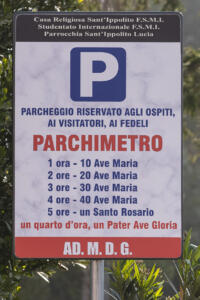 Casa Religiosa Sant'Ippolito F.S.M.I.
Studentato Internazionale F.S.M.I.
Parrocchia Sant'Ippolito Lucia
P
PARCHEGGIO RISERVATO AGLI OSPITI,
AI VISITATORI, AI FEDELI
PARCHIMETRO
1 ora - 10 Ave Maria
2 ore - 20 Ave Maria
3 ore - 30 Ave Maria
4 ore - 40 Ave Maria
5 ore - un Santo Rosario
un quarto d'ora, un Pater Ave Gloria
AD. M. D. G.